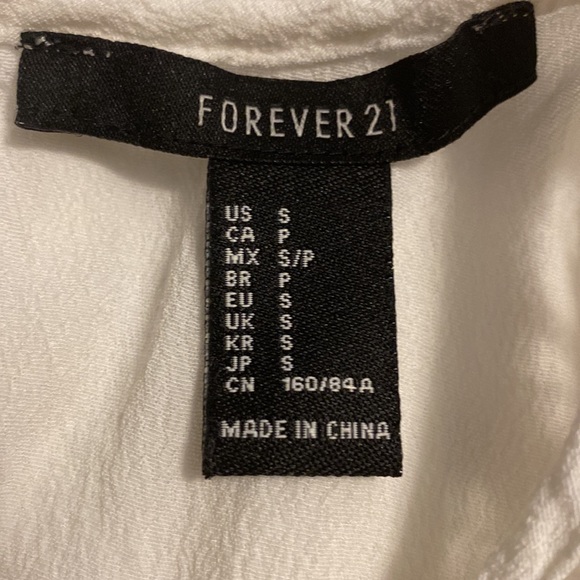 FOREVER 21
US S
CA P
MX S/P
BR P
EU S
UK S
KR S
JP S
CN 160/84A
MADE IN CHINA